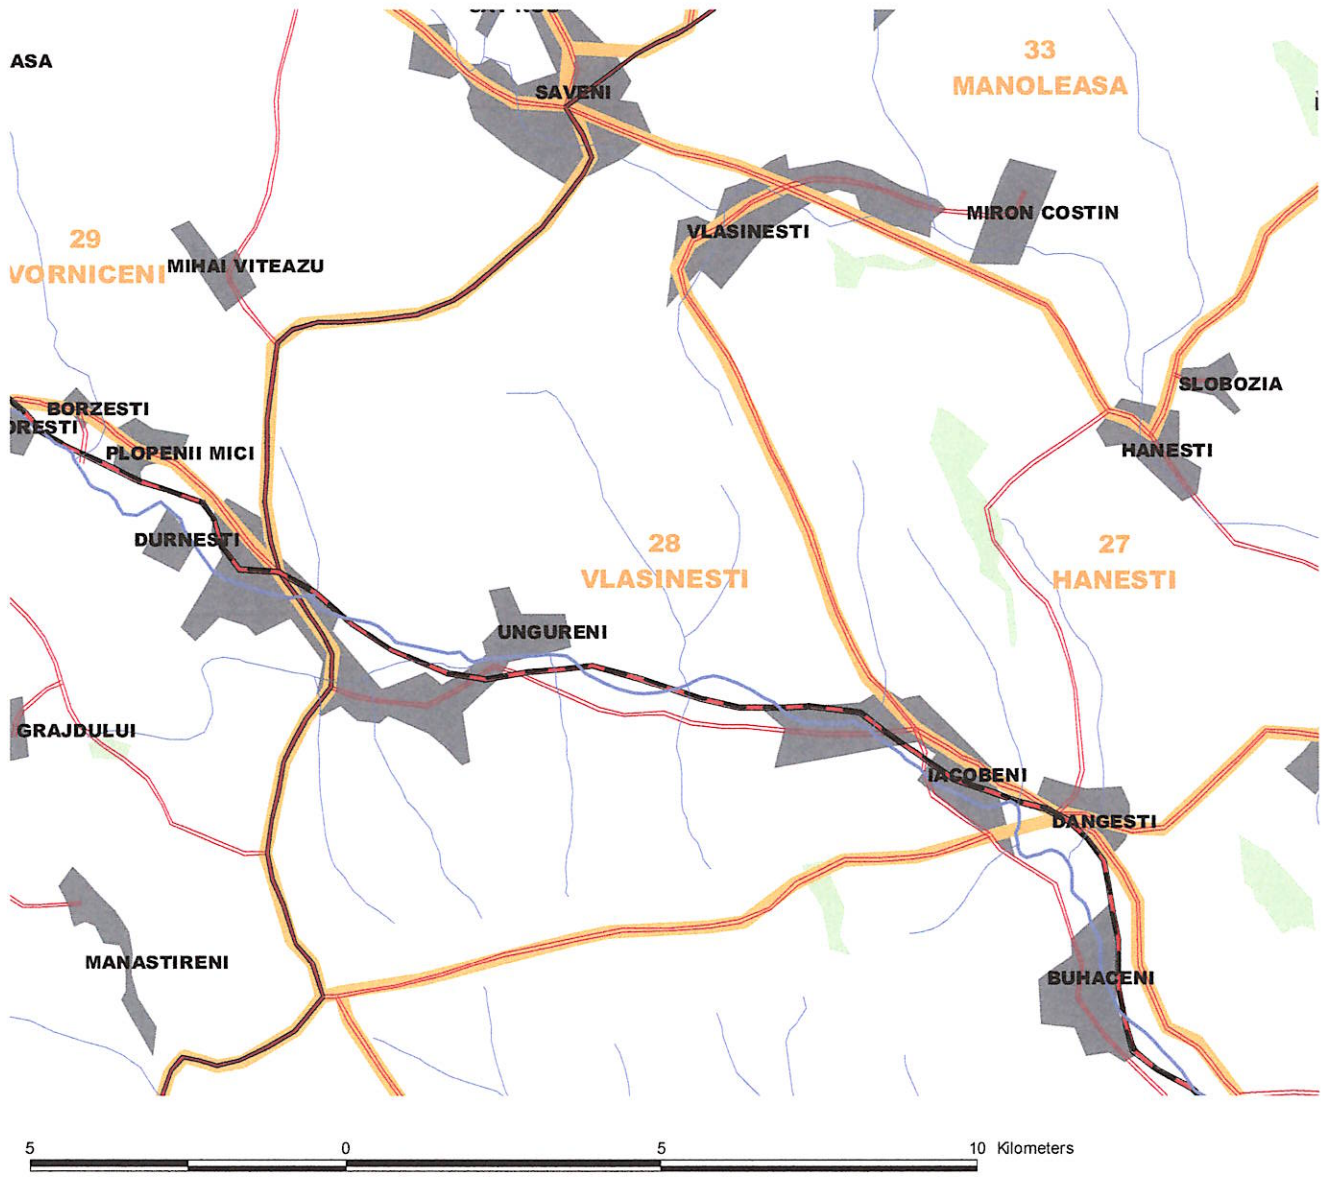 33
ASA
MANOLEASA
SAVENI
MIRON COSTIN
VLASINESTI
29
MIHAI VITEAZU
VORNICENI
SLOBOZIA
BORZESTI
ORESTI
HANESTI
PLOPENII MICI
DURNESTI
28
27
VLASINESTI
HANESTI
UNGURENI
GRAJDULUI
IACOBENI
DANGESTI
MANASTIRENI
BUHACENI
5 0 5 10 Kilometers